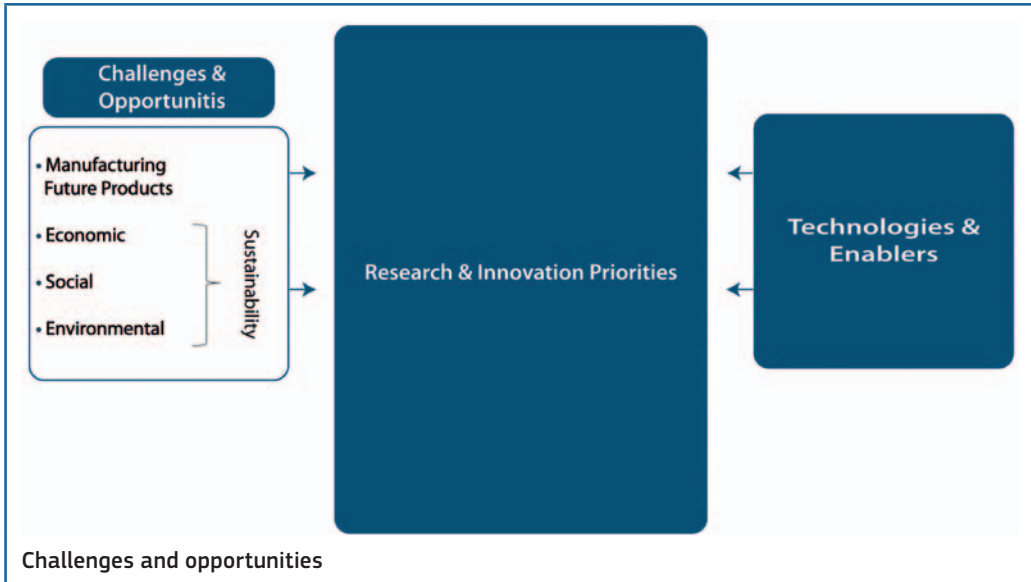 Challenges &
Opportunitis
• Manufacturing
Future Products
• Economic
• Social
• Environmental
Sustainability
Research & Innovation Priorities
Technologies &
Enablers
Challenges and opportunities